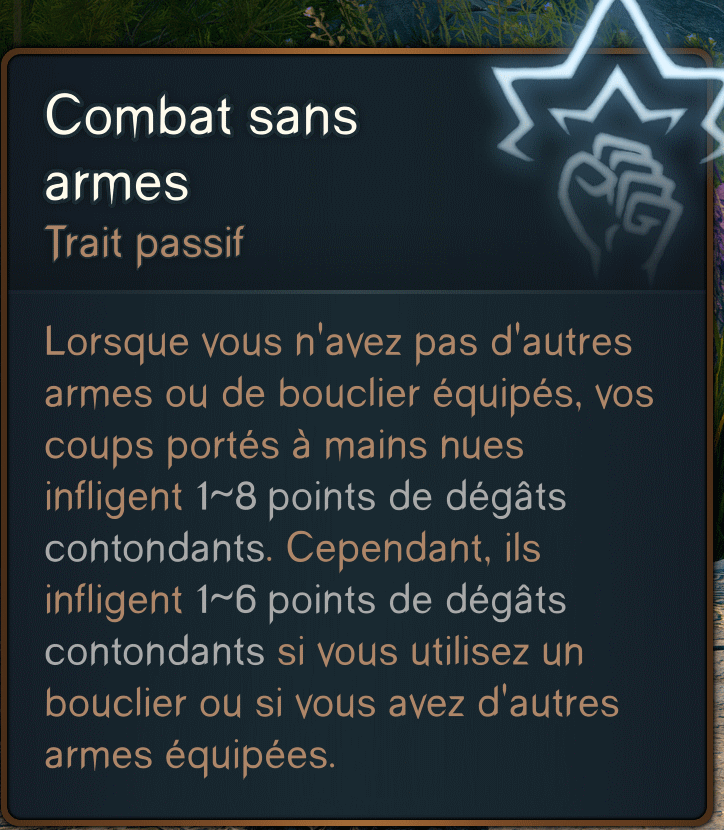 Combat sans
armes
Trait passif
Lorsque vous n'avez pas d'autres
armes ou de bouclier équipés, vos
coups portés à mains nues
infligent 1~8 points de dégâts
contondants. Cependant, ils
infligent 1~6 points de dégâts
contondants si vous utilisez un
bouclier ou si vous avez d'autres
armes équipées.